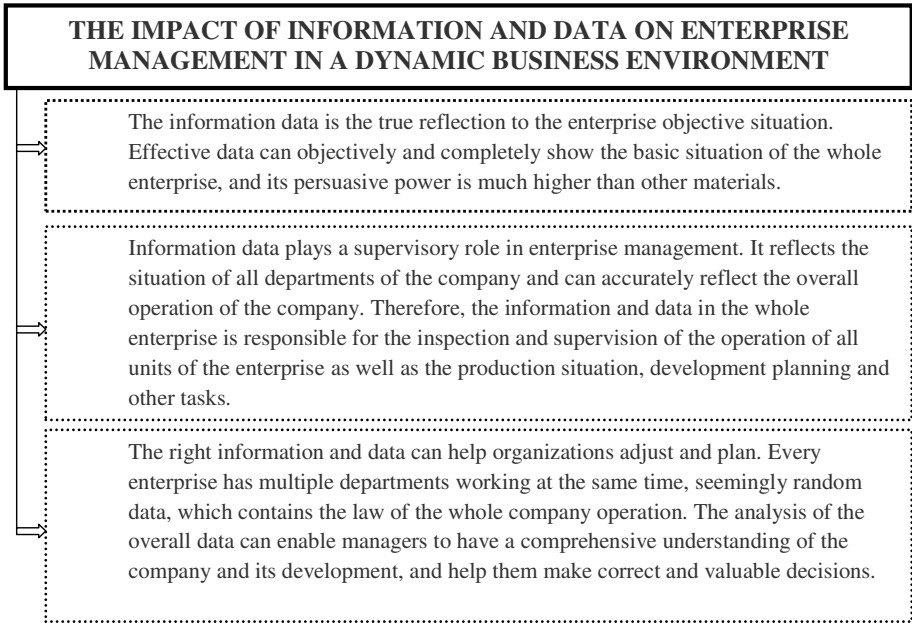 THE IMPACT OF INFORMATION AND DATA ON ENTERPRISE
MANAGEMENT IN A DYNAMIC BUSINESS ENVIRONMENT
The information data is the true reflection to the enterprise objective situation.
Effective data can objectively and completely show the basic situation of the whole
enterprise, and its persuasive power is much higher than other materials.
Information data plays a supervisory role in enterprise management. It reflects the
situation of all departments of the company and can accurately reflect the overall
operation of the company. Therefore, the information and data in the whole
enterprise is responsible for the inspection and supervision of the operation of all
units of the enterprise as well as the production situation, development planning and
other tasks.
The right information and data can help organizations adjust and plan. Every
enterprise has multiple departments working at the same time, seemingly random
data, which contains the law of the whole company operation. The analysis of the
overall data can enable managers to have a comprehensive understanding of the
company and its development, and help them make correct and valuable decisions.